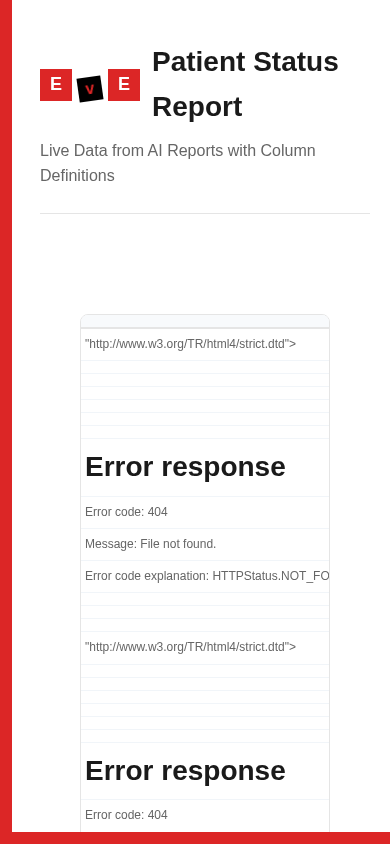 E v E
Patient Status
Report
Live Data from AI Reports with Column
Definitions
"http://www.w3.org/TR/html4/strict.dtd">
Error response
Error code: 404
Message: File not found.
Error code explanation: HTTPStatus.NOT_FO
"http://www.w3.org/TR/html4/strict.dtd">
Error response
Error code: 404